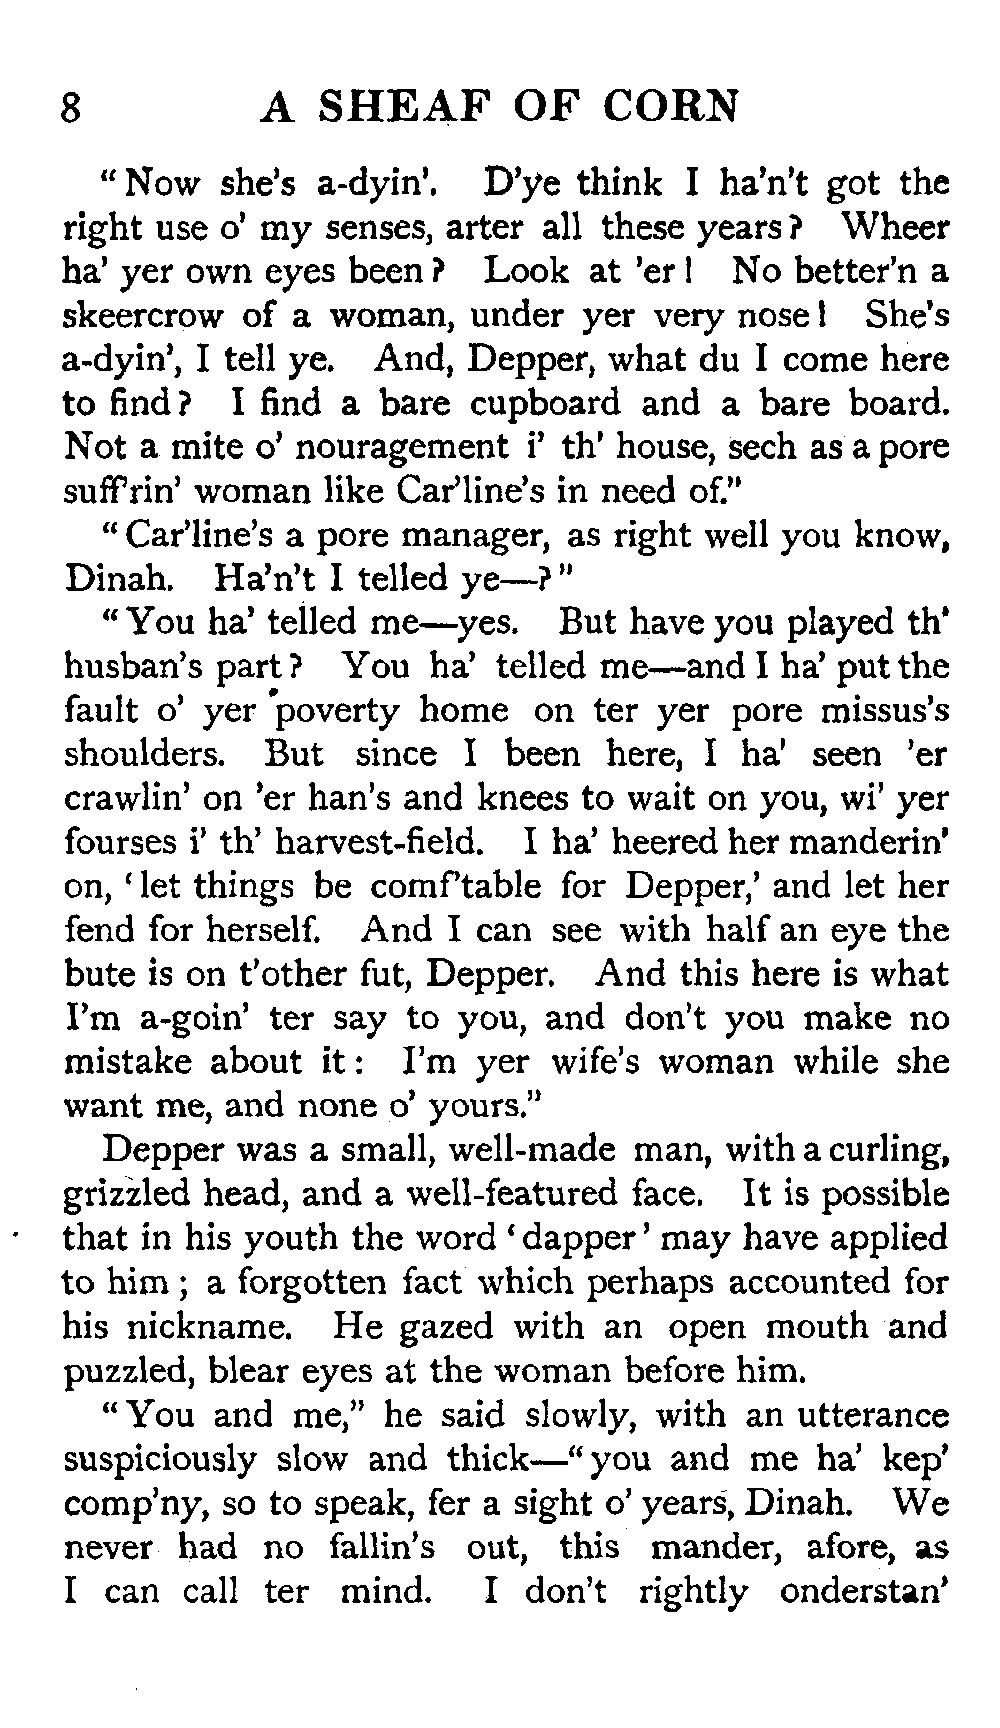 8 A SHEAF OF CORN
“Now she's a-dyin'. D'ye think I ha'n't got the
right use o' my senses, arter all these years? Wheer
ha' yer own eyes been? Look at 'er! No better'n a
skeercrow of a woman, under yer very nose! She's
a-dyin', I tell ye. And, Depper, what du I come here
to find? I find a bare cupboard and a bare board.
Not a mite o' nouragement i' th' house, sech as a pore
suff'rin' woman like Car'line's in need of.”
“Car'line's a pore manager, as right well you know,
Dinah. Ha'n't I telled ye—?”
“You ha' telled me—yes. But have you played th'
husban's part? You ha' telled me—and I ha' put the
fault o' yer poverty home on ter yer pore missus's
shoulders. But since I been here, I ha' seen 'er
crawlin' on 'er han's and knees to wait on you, wi' yer
fourses i' th' harvest-field. I ha' heered her manderin'
on, ‘let things be comf'table for Depper,’ and let her
fend for herself. And I can see with half an eye the
bute is on t'other fut, Depper. And this here is what
I'm a-goin' ter say to you, and don't you make no
mistake about it: I'm yer wife's woman while she
want me, and none o' yours.”
Depper was a small, well-made man, with a curling,
grizzled head, and a well-featured face. It is possible
that in his youth the word ‘dapper’ may have applied
to him; a forgotten fact which perhaps accounted for
his nickname. He gazed with an open mouth and
puzzled, blear eyes at the woman before him.
“You and me,” he said slowly, with an utterance
suspiciously slow and thick—“you and me ha' kep'
comp'ny, so to speak, fer a sight o' years, Dinah. We
never had no fallin's out, this mander, afore, as
I can call ter mind. I don't rightly onderstan'